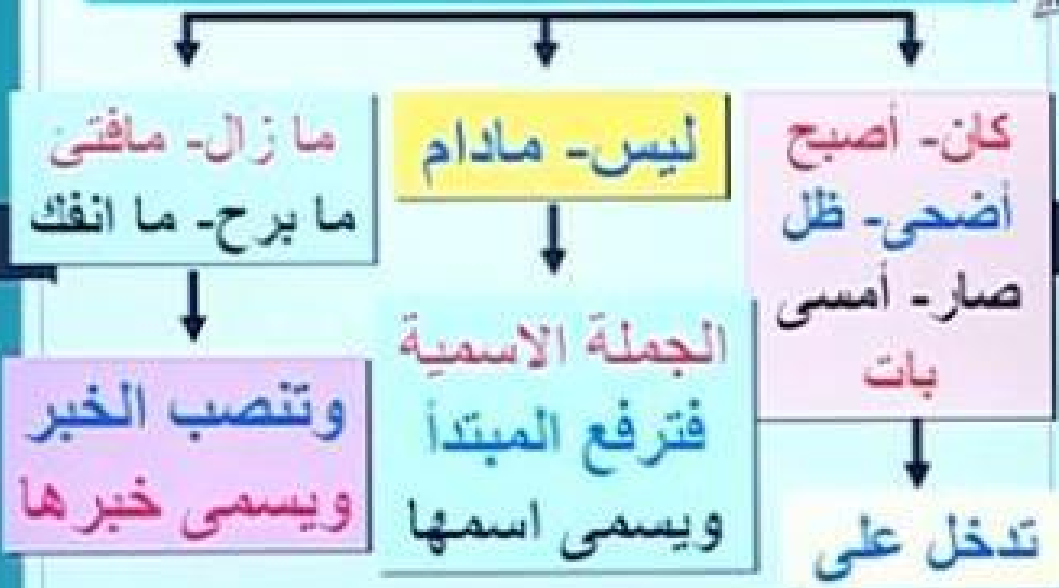 كان- أصبح
أضحى- ظل
صار- أمسى
بات
تدخل على
ليس- مادام
الجملة الاسمية
فترفع المبتدأ
ويسمى اسمها
ما زال- مافتئ
ما برح- ما انفك
وتنصب الخبر
ويسمى خبرها